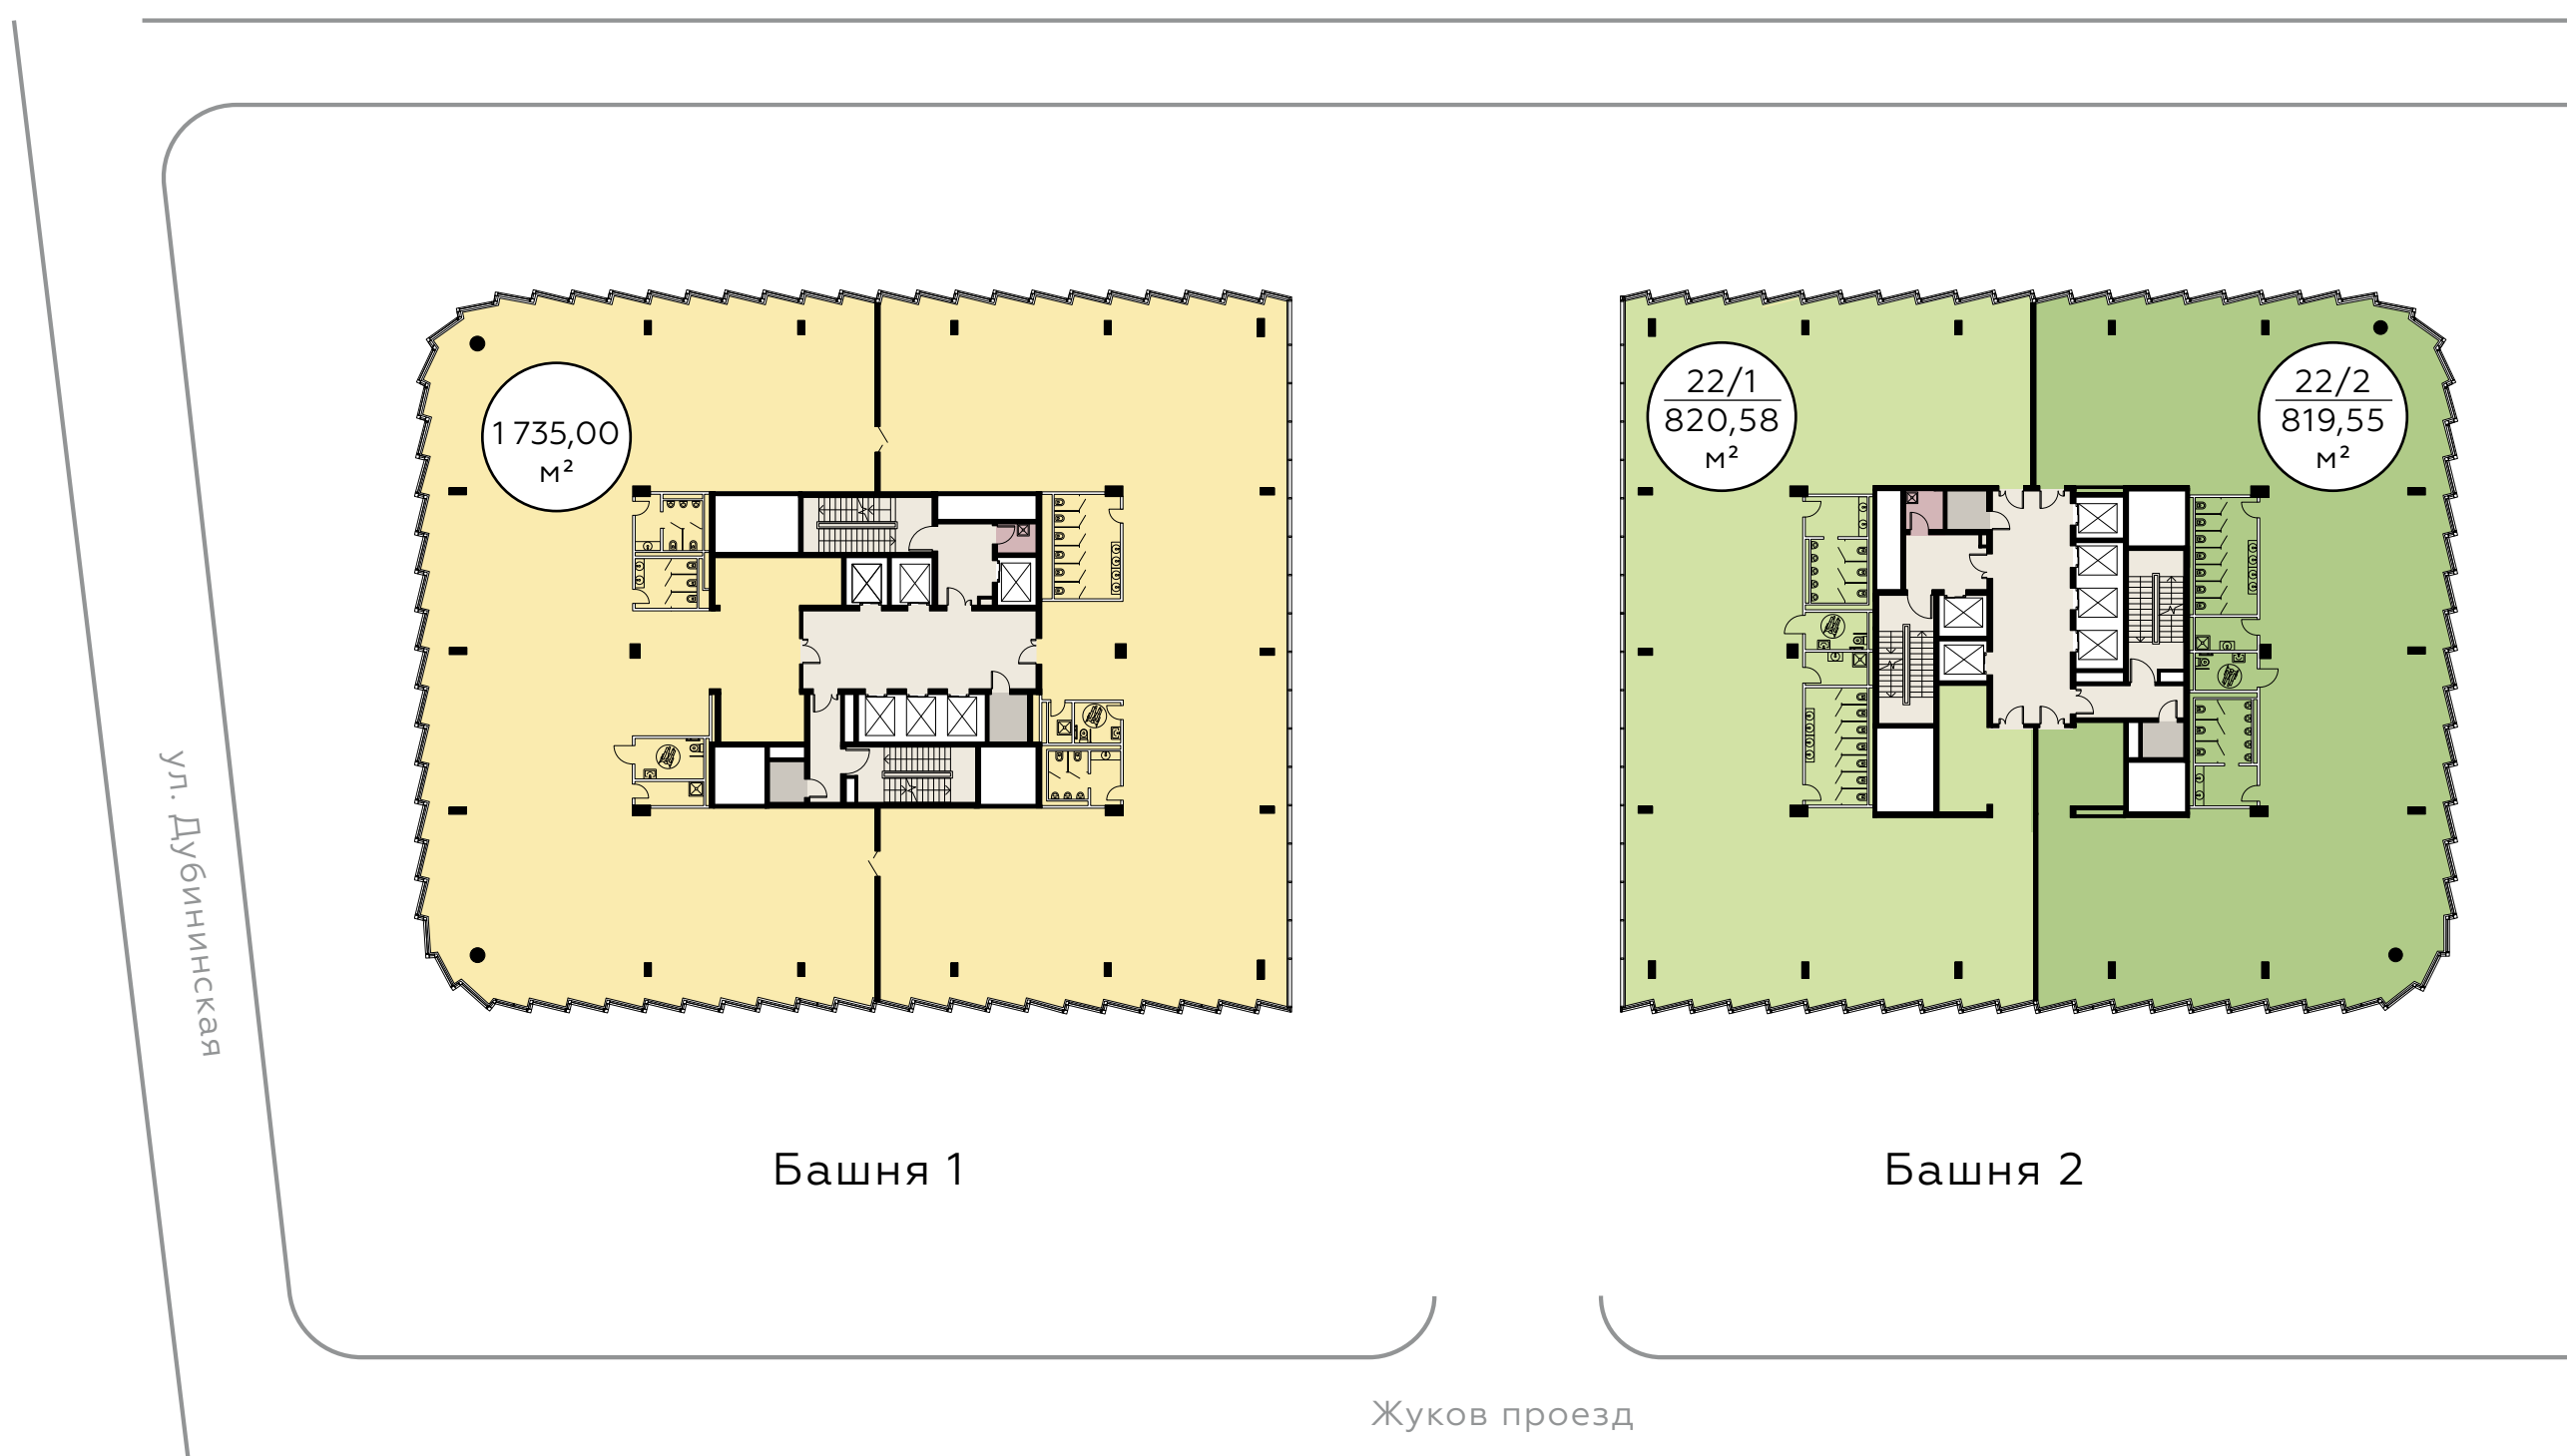 1 735,00
м²
22/1
820,58
м²
22/2
819,55
м²
ул. Дубининская
Башня 1
Башня 2
Жуков проезд